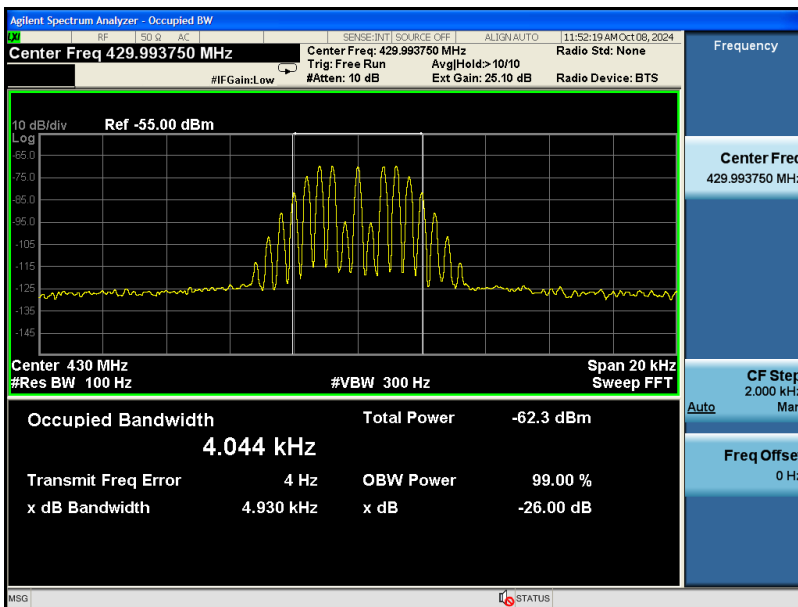 Agilent Spectrum Analyzer - Occupied BW
LXI RF 50 Ω AC SENSE:INT SOURCE OFF ALIGN AUTO 11:52:19 AM Oct 08, 2024
Center Freq 429.993750 MHz
Center Freq: 429.993750 MHz
Radio Std: None
Trig: Free Run Avg|Hold:>10/10
#IFGain:Low
#Atten: 10 dB Ext Gain: 25.10 dB
Radio Device: BTS
10 dB/div Ref -55.00 dBm
Log
-65.0
-75.0
-85.0
-95.0
-105
-115
-125
-135
-145
Center 430 MHz Span 20 kHz
#Res BW 100 Hz #VBW 300 Hz Sweep FFT
Occupied Bandwidth Total Power -62.3 dBm
4.044 kHz
Transmit Freq Error 4 Hz OBW Power 99.00 %
x dB Bandwidth 4.930 kHz x dB -26.00 dB
MSG STATUS
Frequency
Center Freq
429.993750 MHz
CF Step
2.000 kHz
Auto Man
Freq Offset
0 Hz